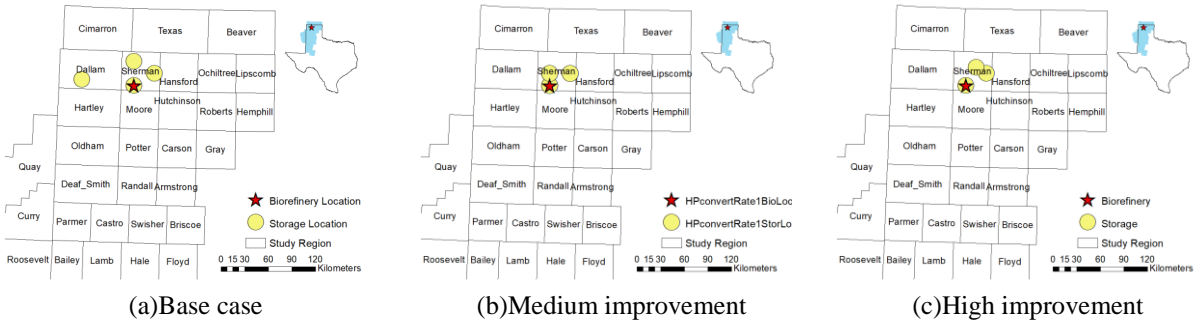 Cimarron Texas Beaver
Dallam Sherman Hansford Ochiltree Lipscomb
Hartley Moore Hutchinson Roberts Hemphill
Oldham Potter Carson Gray
Quay
Deaf_Smith Randall Armstrong
Curry Parmer Castro Swisher Briscoe
Roosevelt Bailey Lamb Hale Floyd
Biorefinery Location
Storage Location
Study Region
0 15 30 60 90 120
Kilometers
(a)Base case
Cimarron Texas Beaver
Dallam Sherman Hansford Ochiltree Lipscomb
Hartley Moore Hutchinson Roberts Hemphill
Oldham Potter Carson Gray
Quay
Deaf_Smith Randall Armstrong
Curry Parmer Castro Swisher Briscoe
Roosevelt Bailey Lamb Hale Floyd
HPconvertRate1BioLoc
HPconvertRate1StorLo
Study Region
0 15 30 60 90 120
Kilometers
(b)Medium improvement
Cimarron Texas Beaver
Dallam Sherman Hansford Ochiltree Lipscomb
Hartley Moore Hutchinson Roberts Hemphill
Oldham Potter Carson Gray
Quay
Deaf_Smith Randall Armstrong
Curry Parmer Castro Swisher Briscoe
Roosevelt Bailey Lamb Hale Floyd
Biorefinery
Storage
Study Region
0 15 30 60 90 120
Kilometers
(c)High improvement